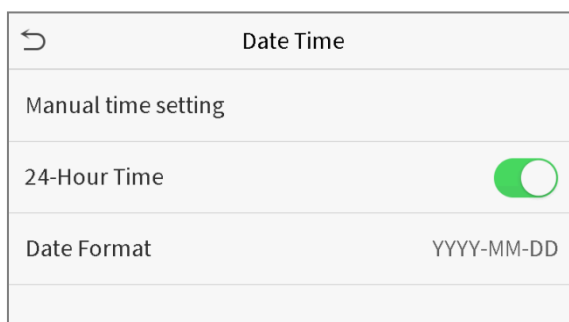 Date Time
Manual time setting
24-Hour Time
Date Format YYYY-MM-DD